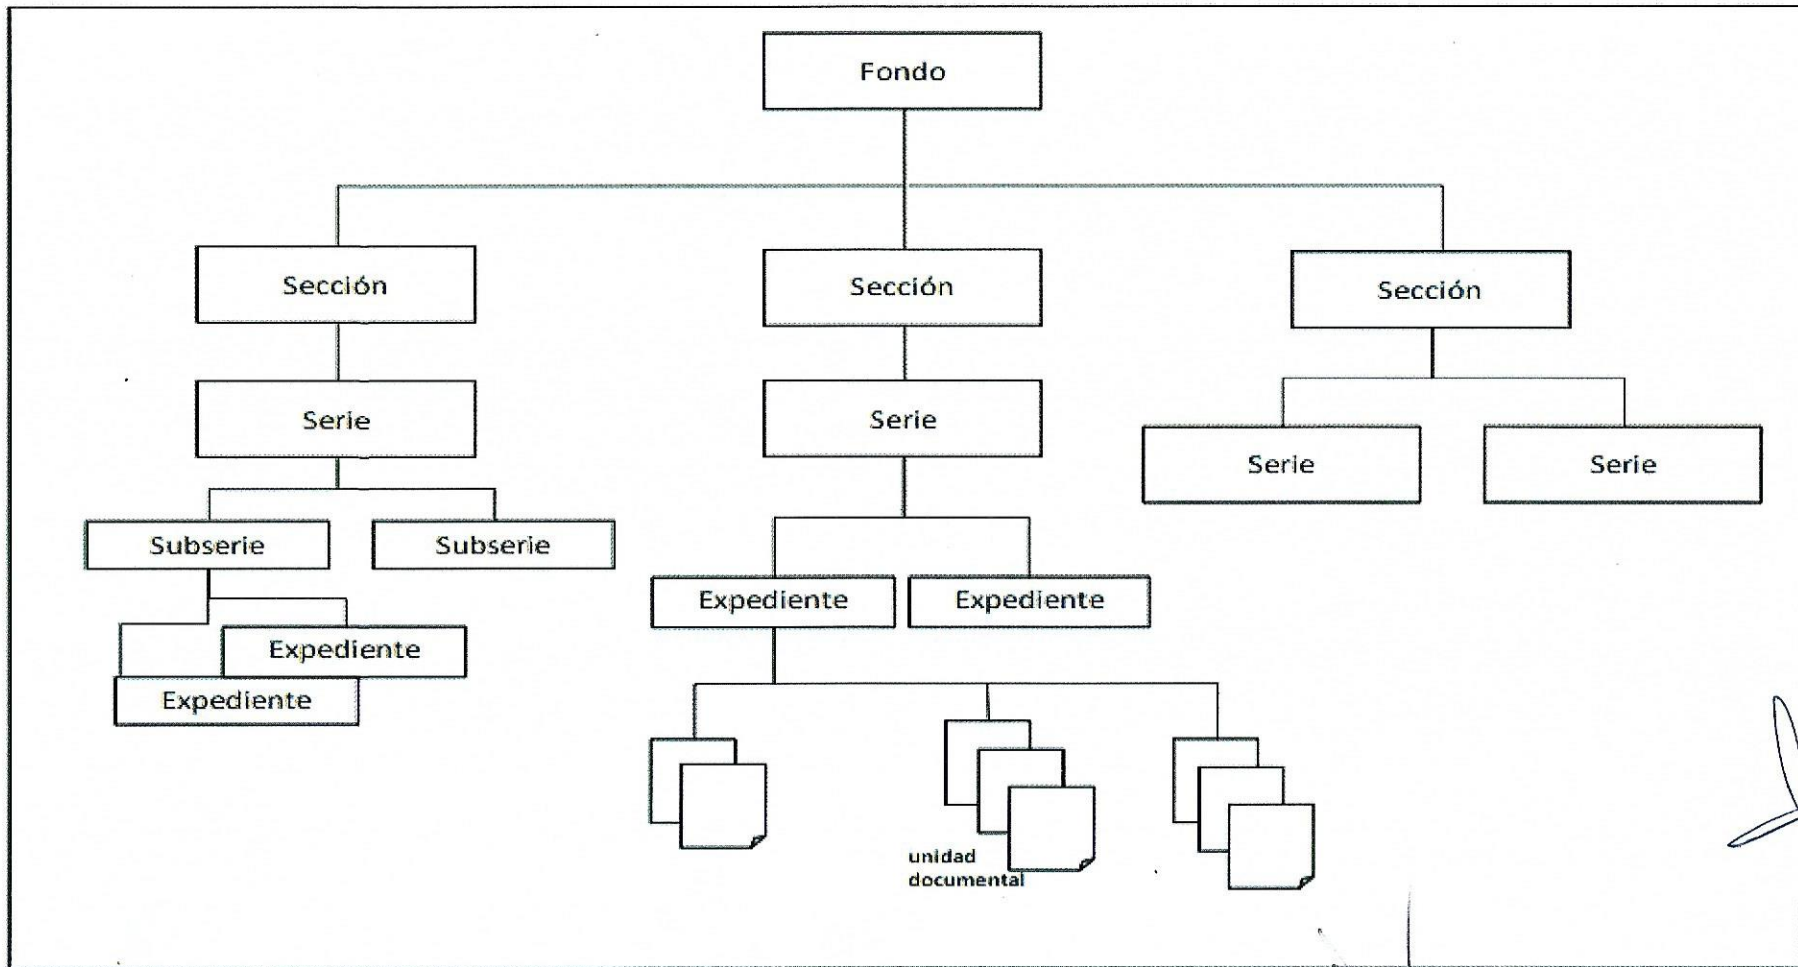 Fondo
Sección
Sección
Sección
Serie
Serie
Serie
Serie
Subserie
Subserie
Expediente
Expediente
Expediente
Expediente
unidad
documental